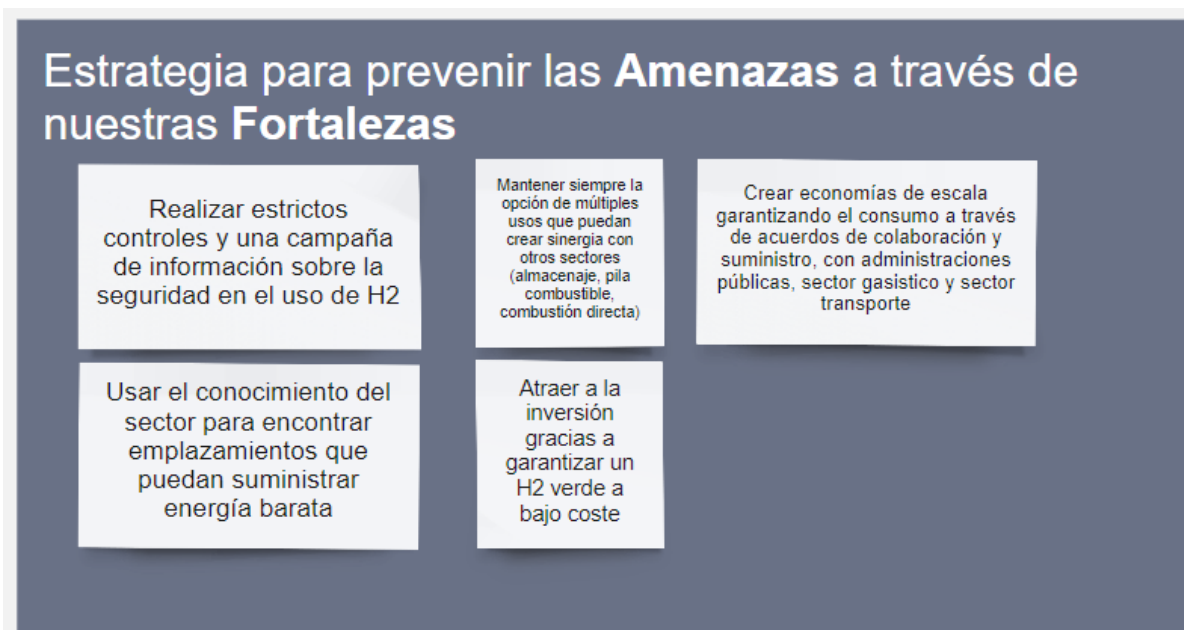 Estrategia para prevenir las Amenazas a través de
nuestras Fortalezas
Realizar estrictos
controles y una campaña
de información sobre la
seguridad en el uso de H2
Mantener siempre la
opción de múltiples
usos que puedan
crear sinergia con
otros sectores
(almacenaje, pila
combustible,
combustión directa)
Crear economías de escala
garantizando el consumo a través
de acuerdos de colaboración y
suministro, con administraciones
públicas, sector gasistico y sector
transporte
Usar el conocimiento del
sector para encontrar
emplazamientos que
puedan suministrar
energía barata
Atraer a la
inversión
gracias a
garantizar un
H2 verde a
bajo coste